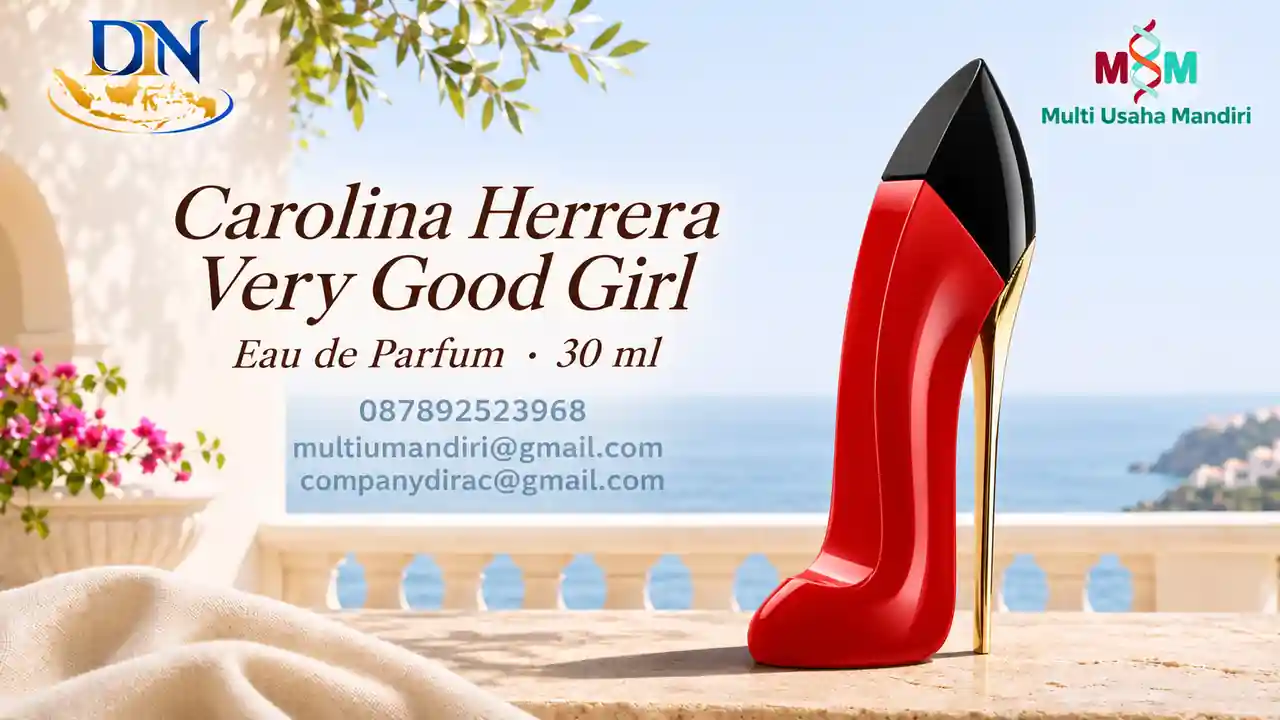 DN
MSM
Multi Usaha Mandiri
Carolina Herrera
Very Good Girl
Eau de Parfum · 30 ml
087892523968
multiumandiri@gmail.com
companydirac@gmail.com